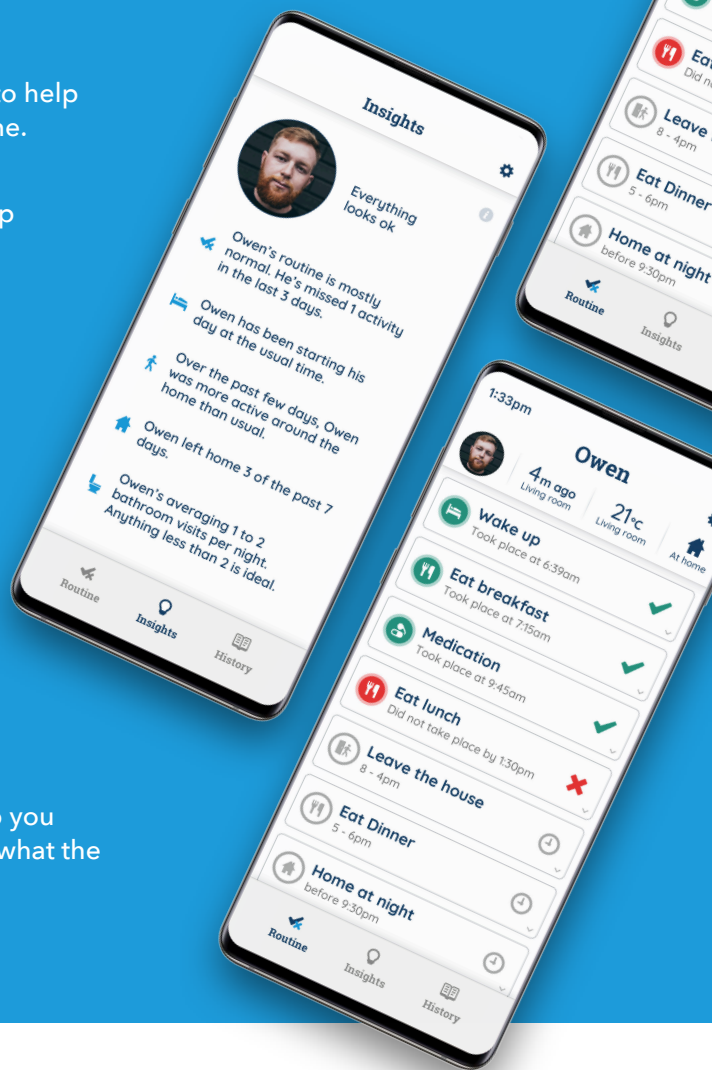 to help
ne.
p
o you
what the
Insights
Everything
looks ok
Owen's routine is mostly
normal. He's missed 1 activity
in the last 3 days.
Owen has been starting his
day at the usual time.
Over the past few days, Owen
was more active around the
home than usual.
Owen left home 3 of the past 7
days.
Owen's averaging 1 to 2
bathroom visits per night.
Anything less than 2 is ideal.
Routine
Insights
History
Eat
Did n
Leave
8 - 4pm
Eat Dinner
5 - 6pm
Home at night
before 9:30pm
Routine
Insights
1:33pm
Owen
4m ago
Living room
21°C
Living room
At home
Wake up
Took place at 6:39am
Eat breakfast
Took place at 7:15am
Medication
Took place at 9:45am
Eat lunch
Did not take place by 1:30pm
Leave the house
8 - 4pm
Eat Dinner
5 - 6pm
Home at night
before 9:30pm
Routine
Insights
History